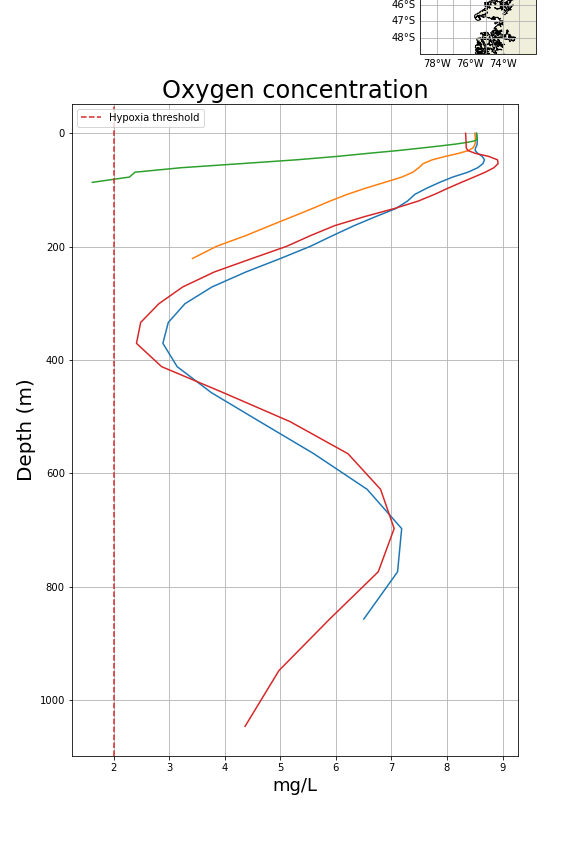 46°S
47°S
48°S
78°W 76°W 74°W
Oxygen concentration
Hypoxia threshold
0
200
400
600
800
1000
Depth (m)
2 3 4 5 6 7 8 9
mg/L